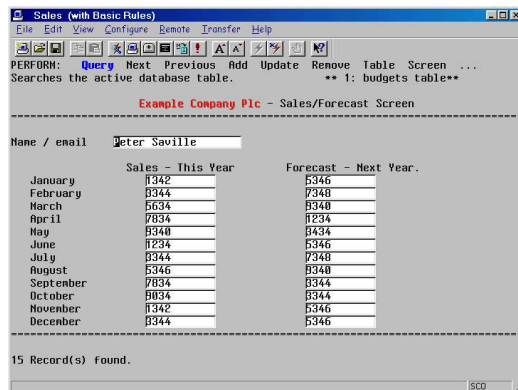 Sales (with Basic Rules)
File Edit View Configure Remote Transfer Help
PERFORM: Query Next Previous Add Update Remove Table Screen ...
Searches the active database table. ** 1: budgets table**
Example Company Plc - Sales/Forecast Screen
Name / email Peter Saville
Sales - This Year Forecast - Next Year.
January 1342 5346
February 3344 7348
March 5634 9340
April 7834 1234
May 9340 3434
June 1234 5346
July 3344 7348
August 5346 9340
September 7834 3344
October 9034 3344
November 1342 5346
December 3344 5346
15 Record(s) found.
SCO